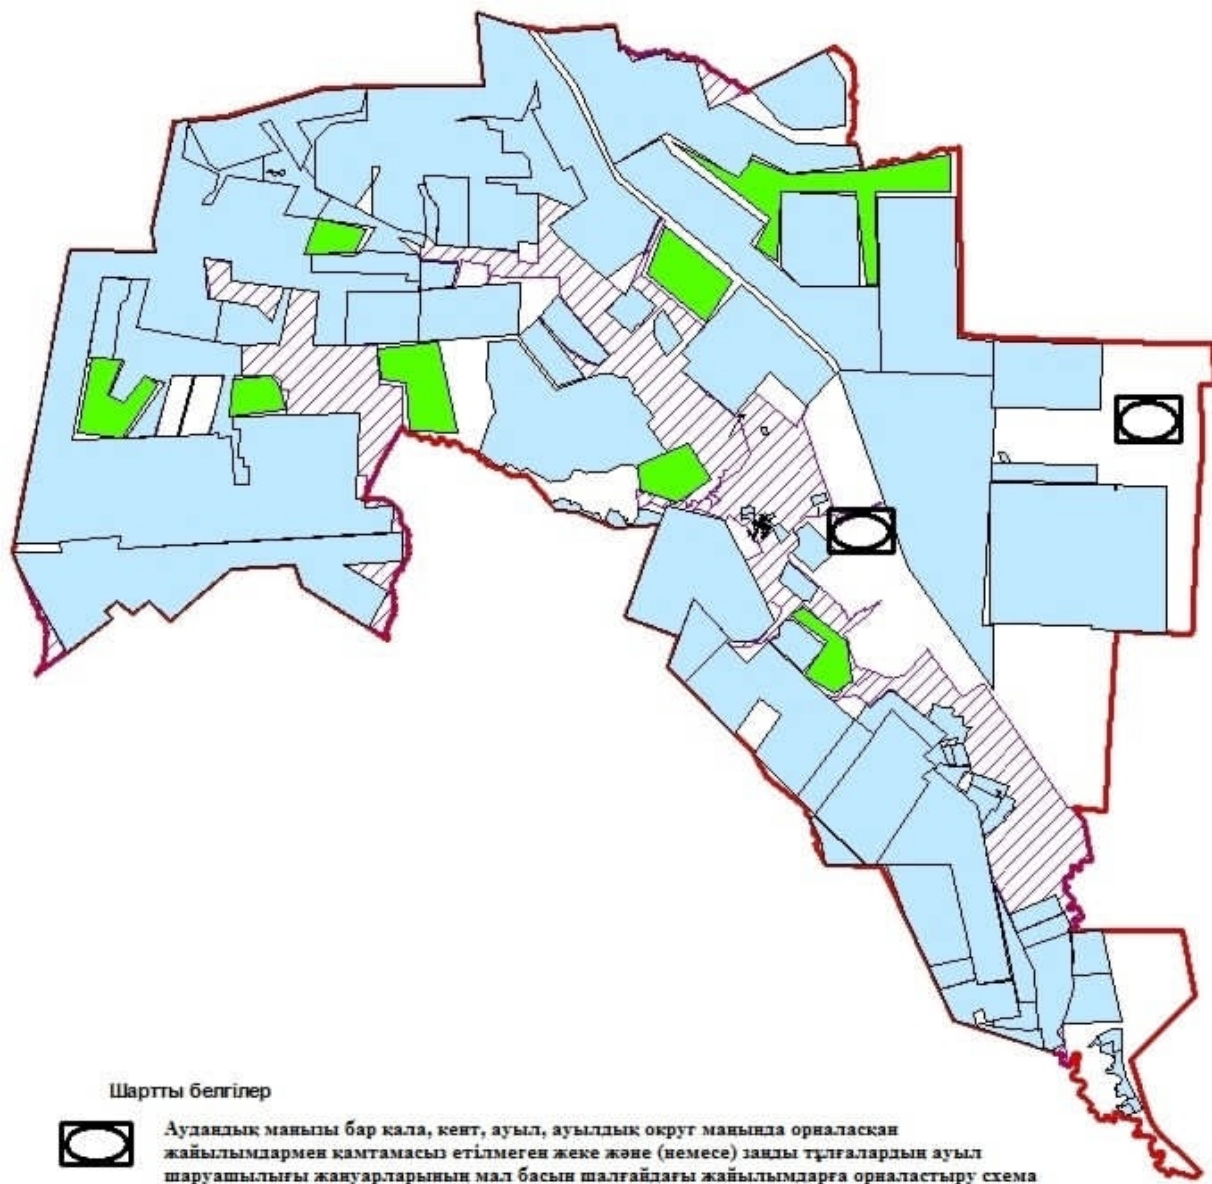 Шартты белгілер
Аудандық маңызы бар қала, кент, ауыл, ауылдық округ маңында орналасқан
жайылымдармен қамтамасыз етілмеген жеке және (немесе) заңды тұлғалардың ауыл
шаруашылығы жануарларының мал басын шалғайдағы жайылымдарға орналастыру схема